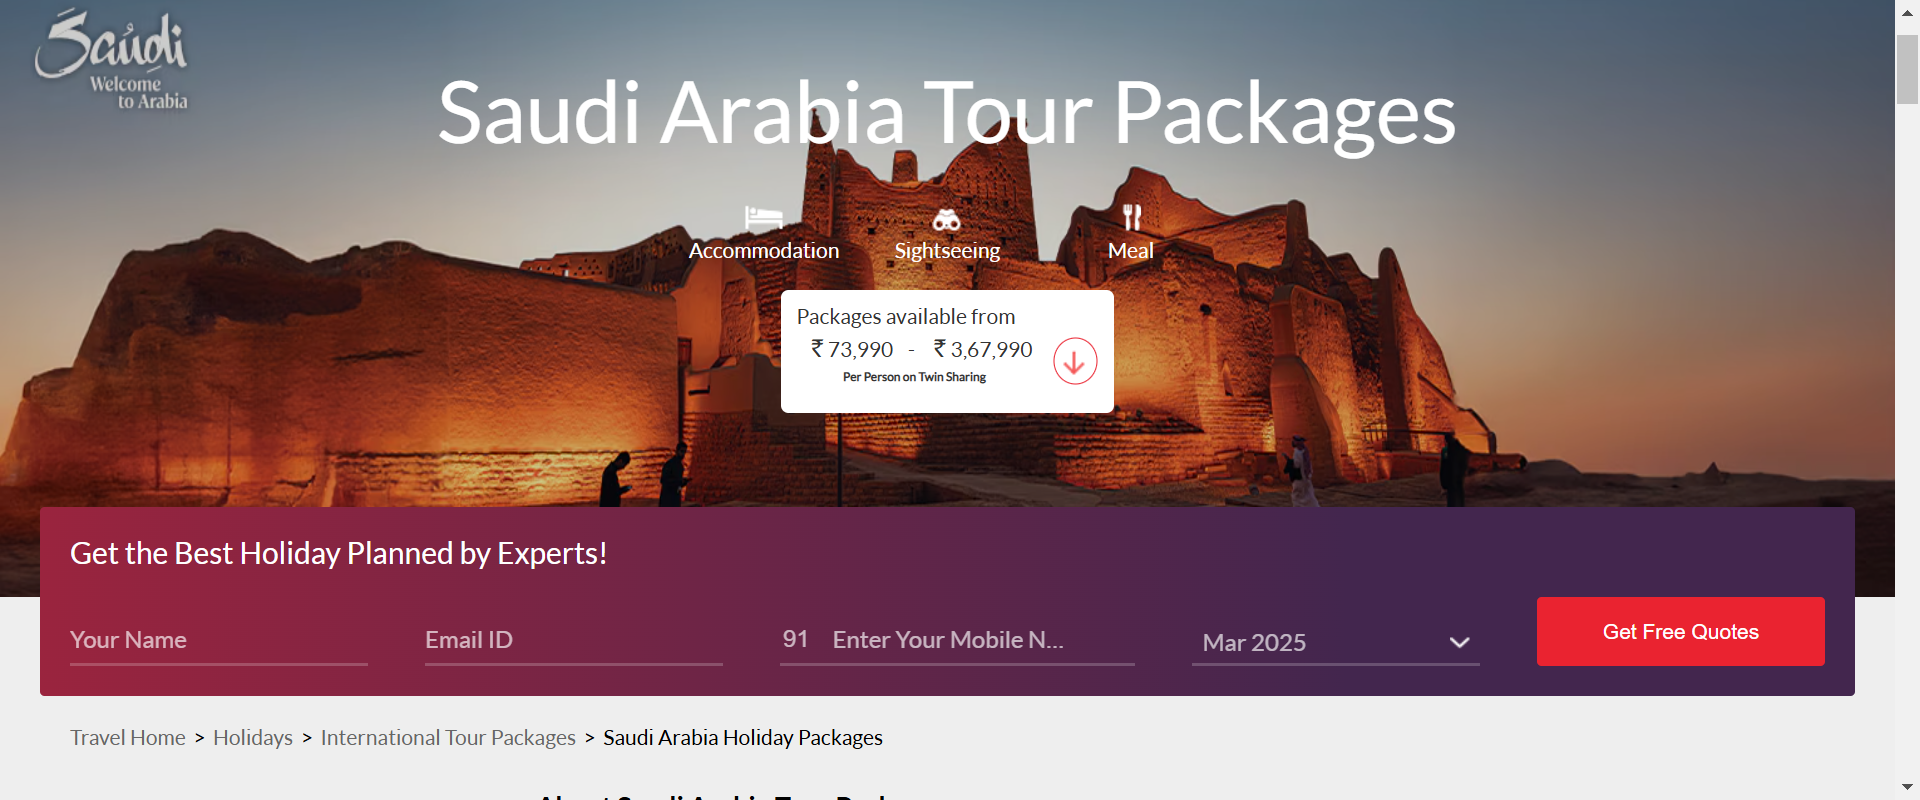 Saudi
Welcome
to Arabia
Saudi Arabia Tour Packages
Accommodation
Sightseeing
Meal
Packages available from
₹ 73,990 - ₹ 3,67,990
Per Person on Twin Sharing
Get the Best Holiday Planned by Experts!
Your Name
Email ID
91 Enter Your Mobile N...
Mar 2025
Get Free Quotes
Travel Home > Holidays > International Tour Packages > Saudi Arabia Holiday Packages